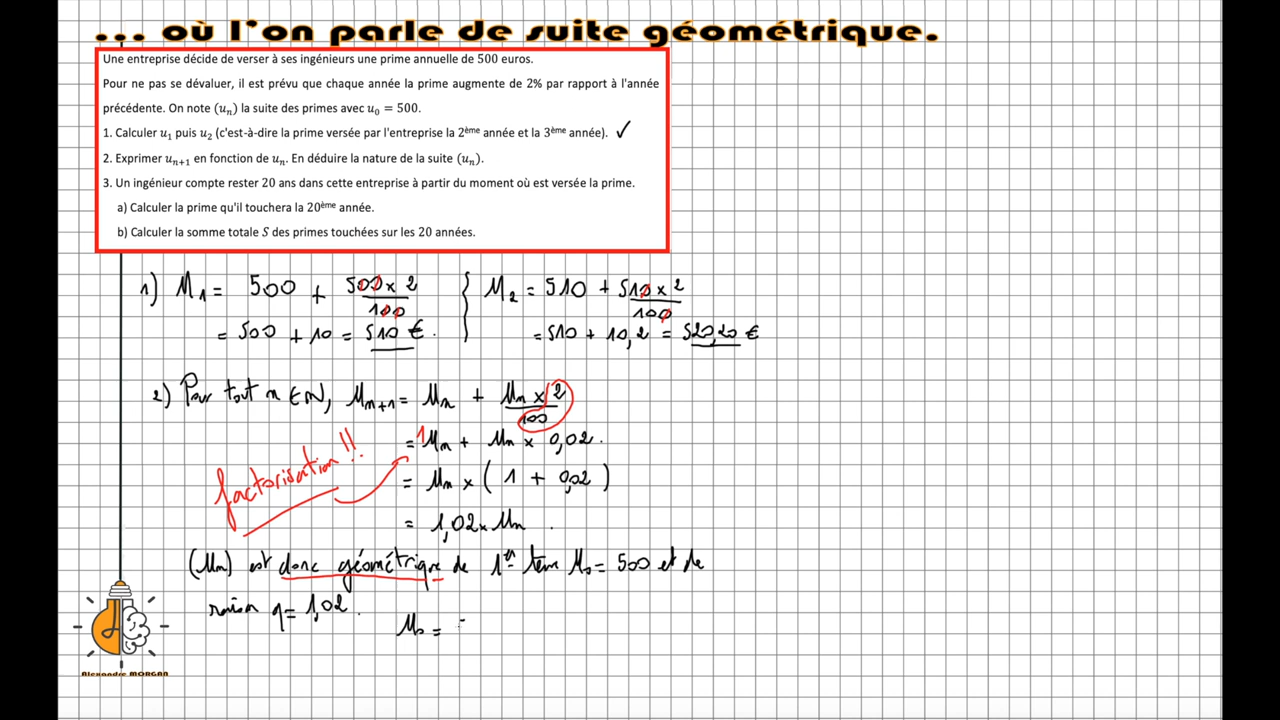 ... où l'on parle de suite géométrique.
Une entreprise décide de verser à ses ingénieurs une prime annuelle de 500 euros.
Pour ne pas se dévaluer, il est prévu que chaque année la prime augmente de 2% par rapport à l'année
précédente. On note (uₙ) la suite des primes avec u₀ = 500.
1. Calculer u₁ puis u₂ (c'est-à-dire la prime versée par l'entreprise la 2ème année et la 3ème année). ✓
2. Exprimer uₙ₊₁ en fonction de uₙ. En déduire la nature de la suite (uₙ).
3. Un ingénieur compte rester 20 ans dans cette entreprise à partir du moment où est versée la prime.
a) Calculer la prime qu'il touchera la 20ème année.
b) Calculer la somme totale S des primes touchées sur les 20 années.
1) u₁ = 500 + 500 x 2 / 100
= 500 + 10 = 510 €.
u₂ = 510 + 510 x 2 / 100
= 510 + 10,2 = 520,20 €
2) Pour tout n ∈ N, uₙ₊₁ = uₙ + uₙ x 2 / 100
= 1uₙ + uₙ x 0,02.
factorisation !!
= uₙ x ( 1 + 0,02 )
= 1,02 x uₙ.
(uₙ) est donc géométrique de 1er terme u₀ = 500 et de
raison q = 1,02.
u₀ =
Alexandre MORGAN